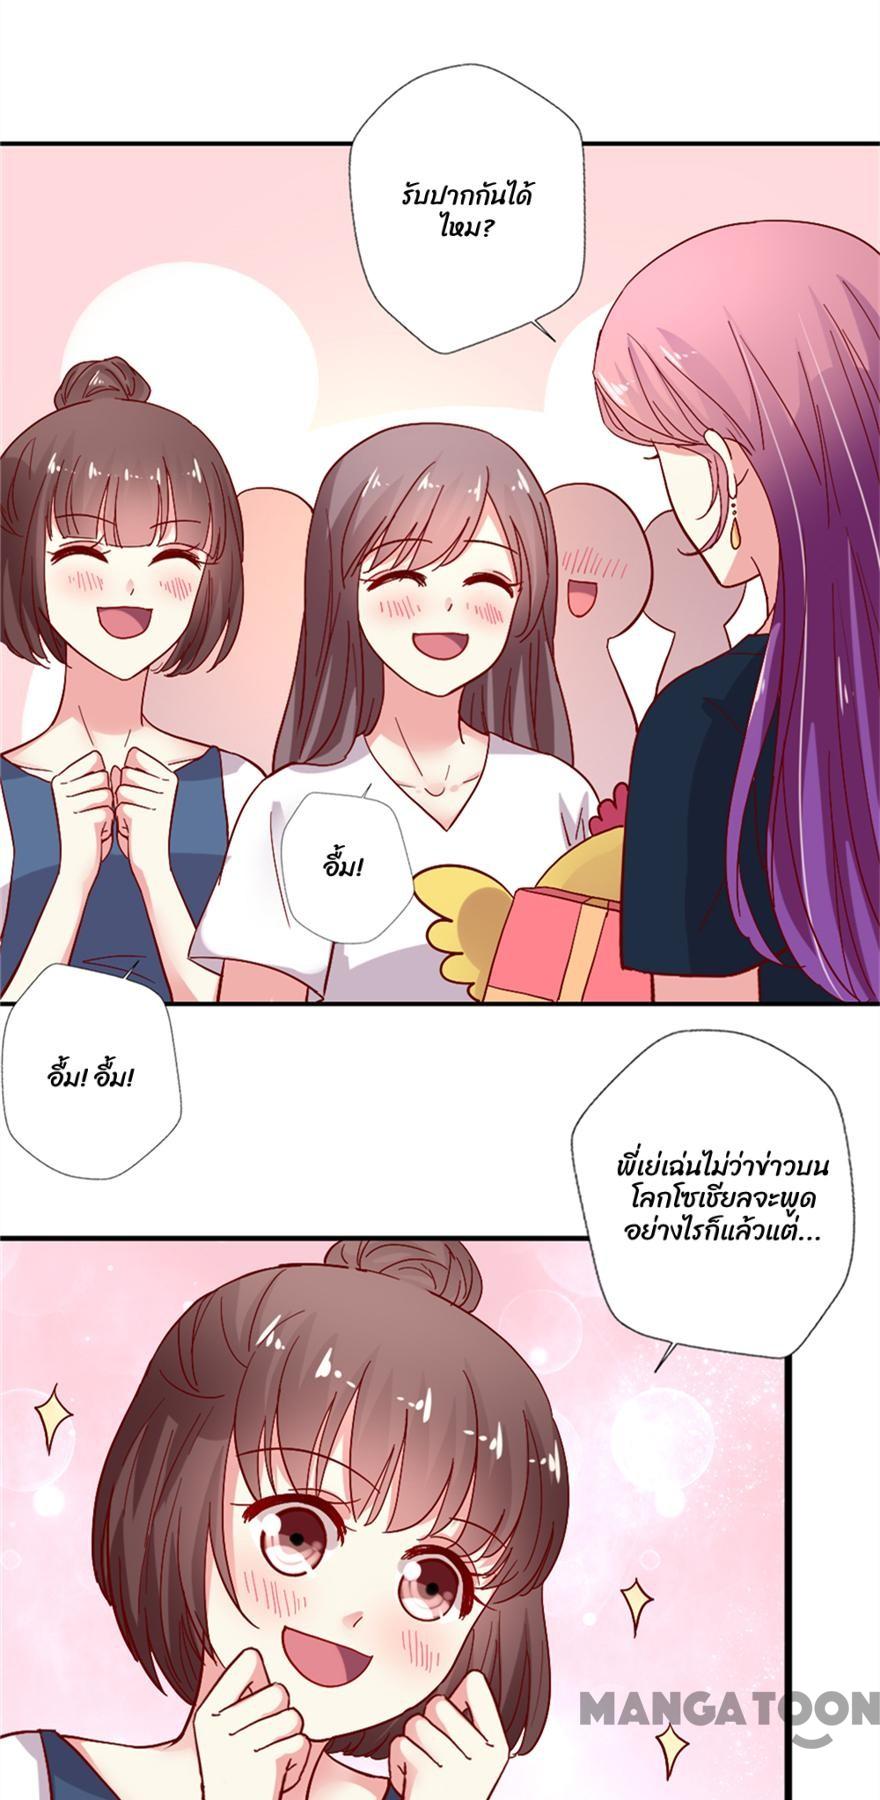 รับปากกันได้
ไหม?
อื้ม!
อื้ม! อื้ม!
พี่เย่เฉ่นไม่ว่าข่าวบน
โลกโซเชียลจะพูด
อย่างไรก็แล้วแต่...
MANGATOON